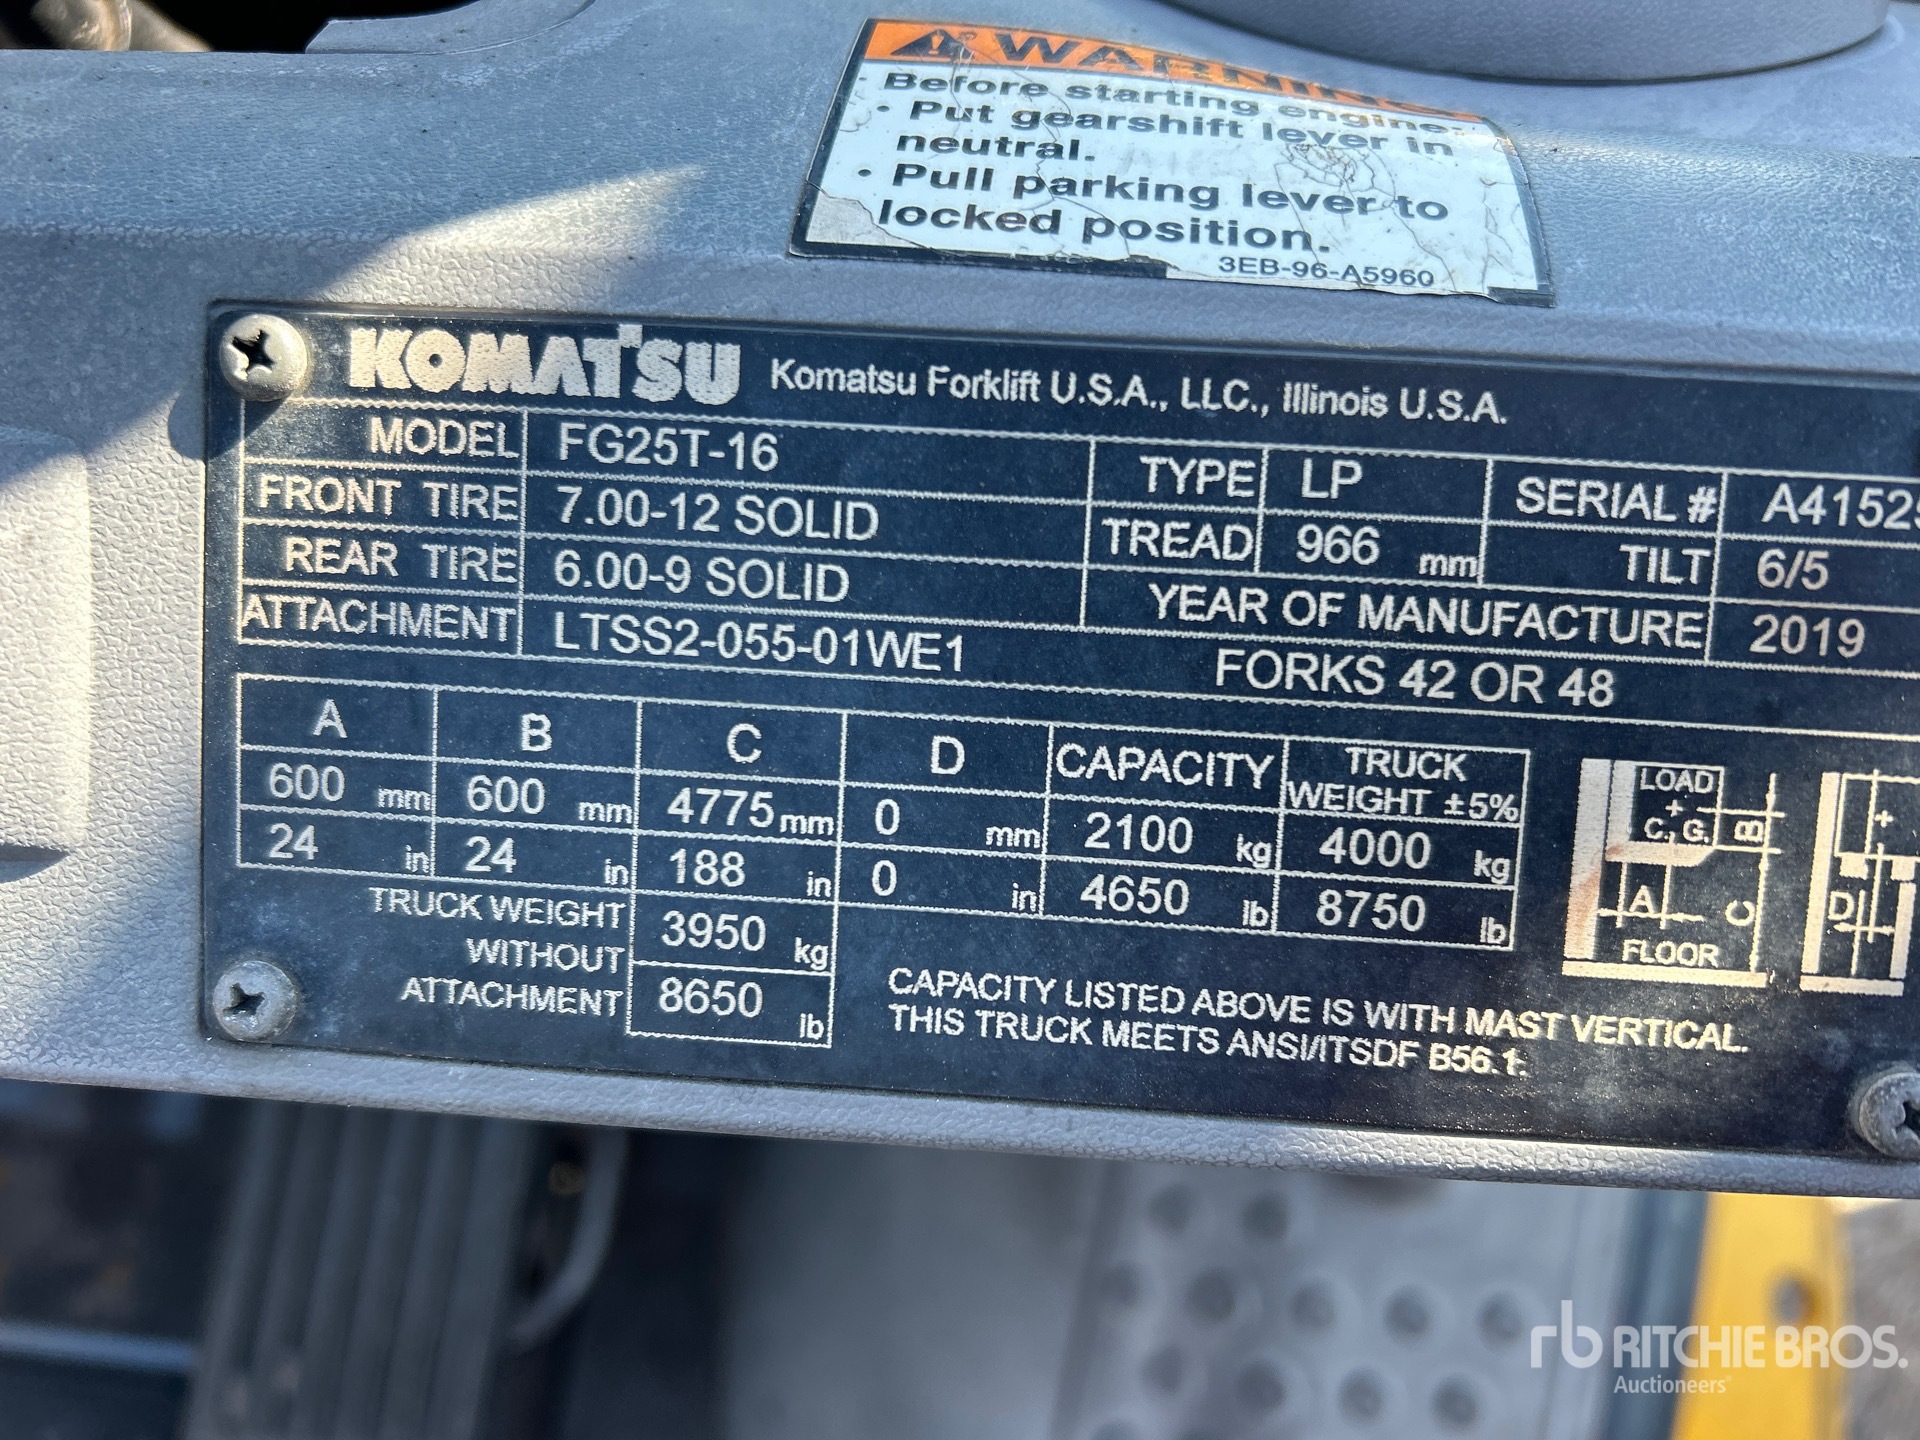 WARNING
Before starting engine.
• Put gearshift lever in
neutral.
• Pull parking lever to
locked position.
3EB-96-A5960
KOMATSU Komatsu Forklift U.S.A., LLC., Illinois U.S.A.
MODEL FG25T-16 TYPE LP SERIAL # A4152
FRONT TIRE 7.00-12 SOLID TREAD 966 mm TILT 6/5
REAR TIRE 6.00-9 SOLID YEAR OF MANUFACTURE 2019
ATTACHMENT LTSS2-055-01WE1 FORKS 42 OR 48
A B C D CAPACITY TRUCK WEIGHT ±5%
600 mm 600 mm 4775 mm 0 mm 2100 kg 4000 kg
24 in 24 in 188 in 0 in 4650 lb 8750 lb
TRUCK WEIGHT WITHOUT ATTACHMENT 3950 kg
8650 lb
LOAD
C. G.
B
A
C
D
FLOOR
CAPACITY LISTED ABOVE IS WITH MAST VERTICAL.
THIS TRUCK MEETS ANSI/ITSDF B56.1.
rb RITCHIE BROS.
Auctioneers